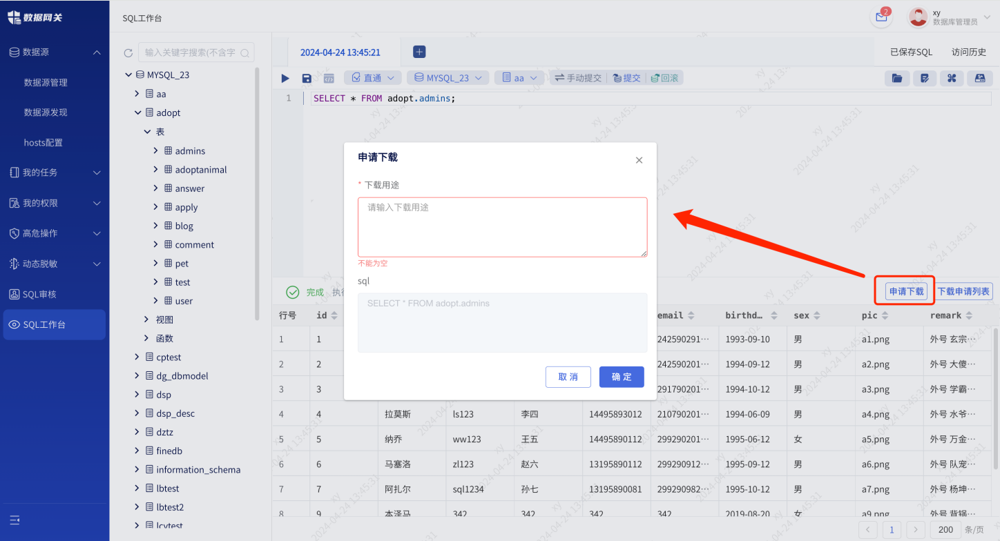 数据网关
数据源
数据源管理
数据源发现
hosts配置
我的任务
我的权限
高危操作
动态脱敏
SQL审核
SQL工作台
SQL工作台
2
xy
数据库管理员
输入关键字搜索(不含字
MYSQL_23
aa
adopt
表
admins
adoptanimal
answer
apply
blog
comment
pet
test
user
视图
函数
cptest
dg_dbmodel
dsp
dsp_desc
dztz
finedb
information_schema
lbtest
lbtest2
lcvtest
2024-04-24 13:45:21
已保存SQL 访问历史
直通 MYSQL_23 aa 手动提交 提交 回滚
1 SELECT * FROM adopt.admins;
申请下载
* 下载用途
请输入下载用途
不能为空
sql
SELECT * FROM adopt.admins
取消 确定
完成 执行
申请下载 下载申请列表
行号 id email birthd… sex pic remark
1 1 242590291… 1993-09-10 男 a1.png 外号 玄宗…
2 2 242590201… 1994-09-12 男 a2.png 外号 大傻…
3 3 291790201… 1994-10-12 男 a3.png 外号 学霸…
4 4 拉莫斯 ls123 李四 14495893012 210790201… 1994-06-09 男 a4.png 外号 水爷…
5 5 纳乔 ww123 王五 14495890112 299290201… 1995-06-12 女 a5.png 外号 万金…
6 6 马塞洛 zl123 赵六 13195890112 299290912… 1995-09-12 男 a6.png 外号 队宠…
7 7 阿扎尔 sql1234 孙七 13195890081 299290982… 1995-10-12 男 a7.png 外号 杨坤…
8 9 本泽马 342 342 342 342 2019-08-20 女 a9.png 外号 背锅…
1 200 条/页
xy
2024-04-24 13:45:31